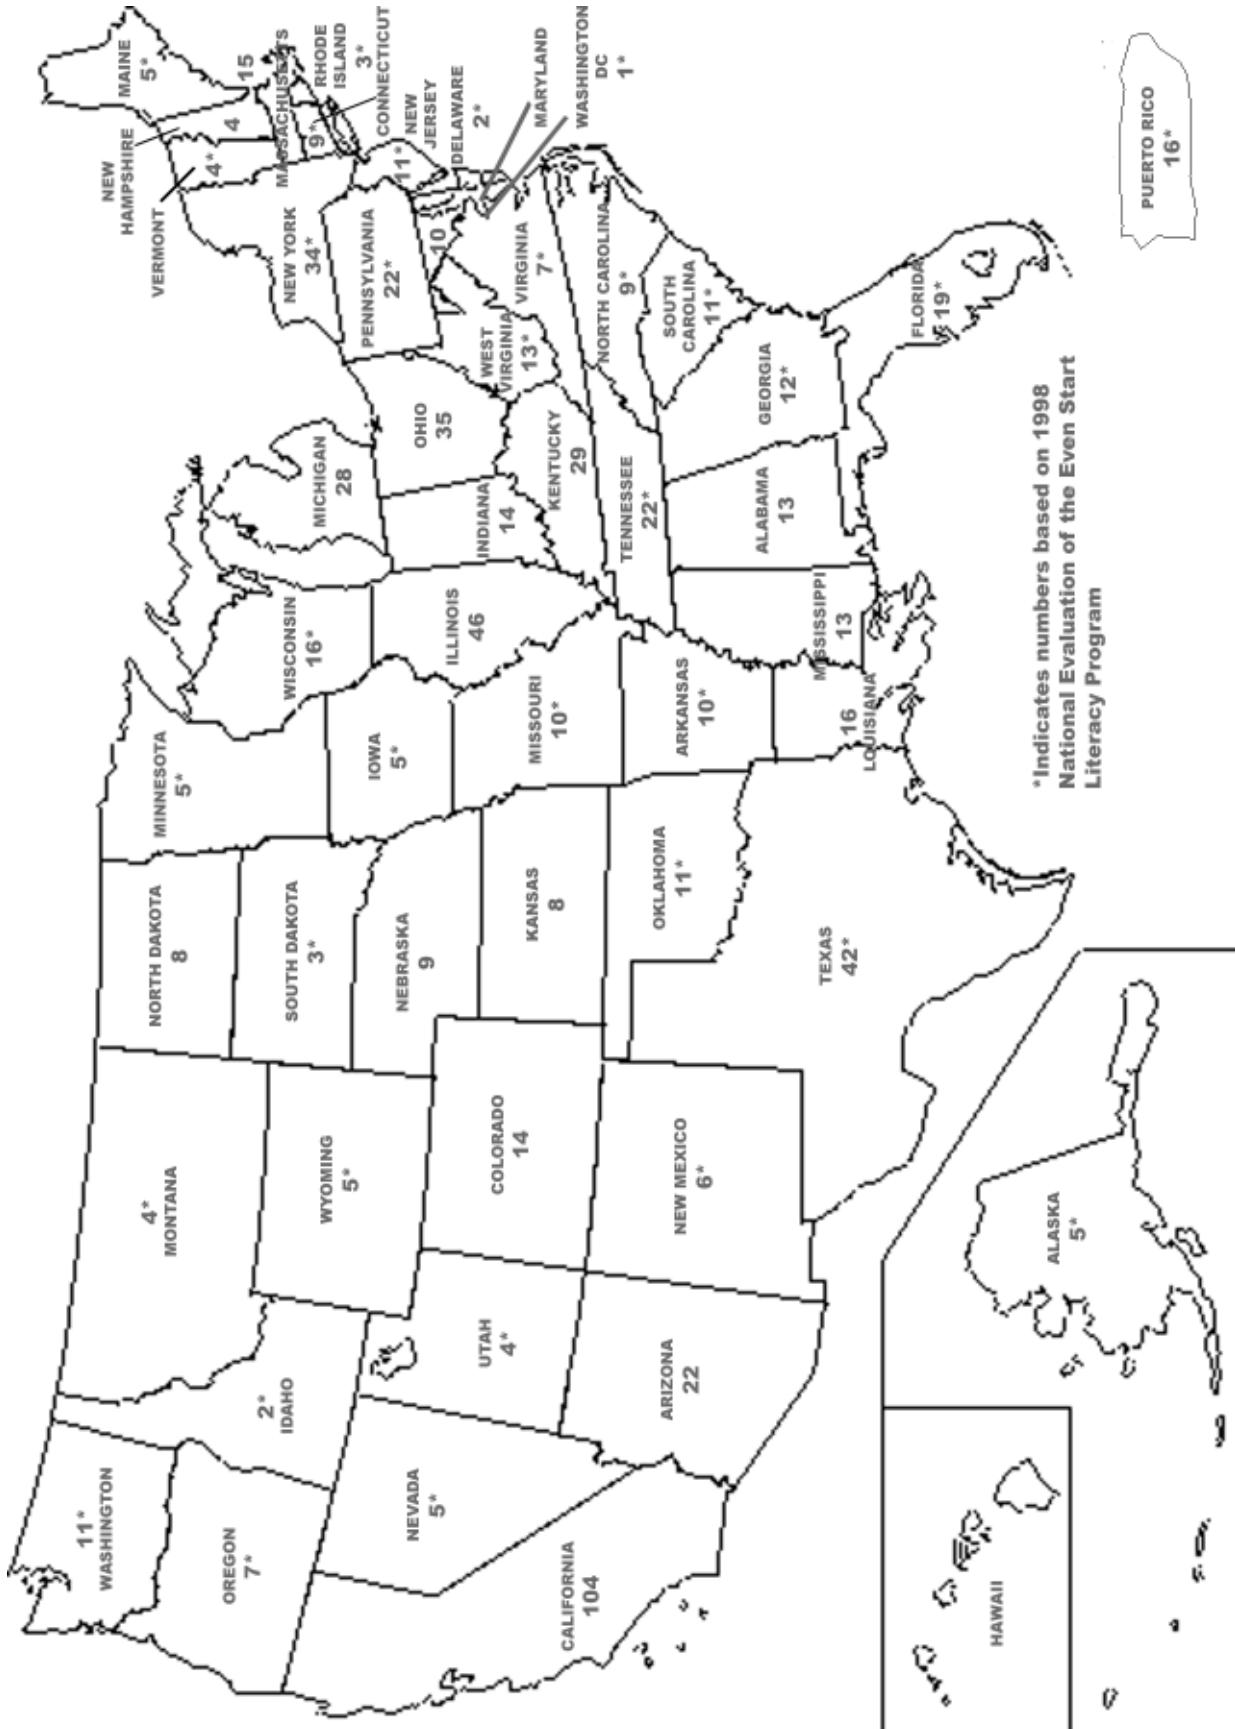 11*
WASHINGTON
OREGON
7*
CALIFORNIA
104
NEVADA
5*
2*
IDAHO
4*
MONTANA
WYOMING
5*
UTAH
4*
ARIZONA
22
COLORADO
14
NEW MEXICO
6*
NORTH DAKOTA
8
SOUTH DAKOTA
3*
NEBRASKA
9
KANSAS
8
OKLAHOMA
11*
TEXAS
42*
MINNESOTA
5*
IOWA
5*
MISSOURI
10*
ARKANSAS
10*
16
LOUISIANA
WISCONSIN
16*
ILLINOIS
46
MICHIGAN
28
INDIANA
14
OHIO
35
KENTUCKY
29
TENNESSEE
22*
MISSISSIPPI
13
ALABAMA
13
GEORGIA
12*
FLORIDA
19*
SOUTH
CAROLINA
11*
NORTH CAROLINA
9*
VIRGINIA
7*
WEST
VIRGINIA
13*
PENNSYLVANIA
22*
NEW YORK
34*
VERMONT
4*
NEW
HAMPSHIRE
4
MAINE
5*
15
MASSACHUSETTS
RHODE
ISLAND
3*
CONNECTICUT
9*
NEW
JERSEY
11*
DELAWARE
2*
MARYLAND
10
WASHINGTON
DC
1*
ALASKA
5*
HAWAII
PUERTO RICO
16*
*Indicates numbers based on 1998
National Evaluation of the Even Start
Literacy Program